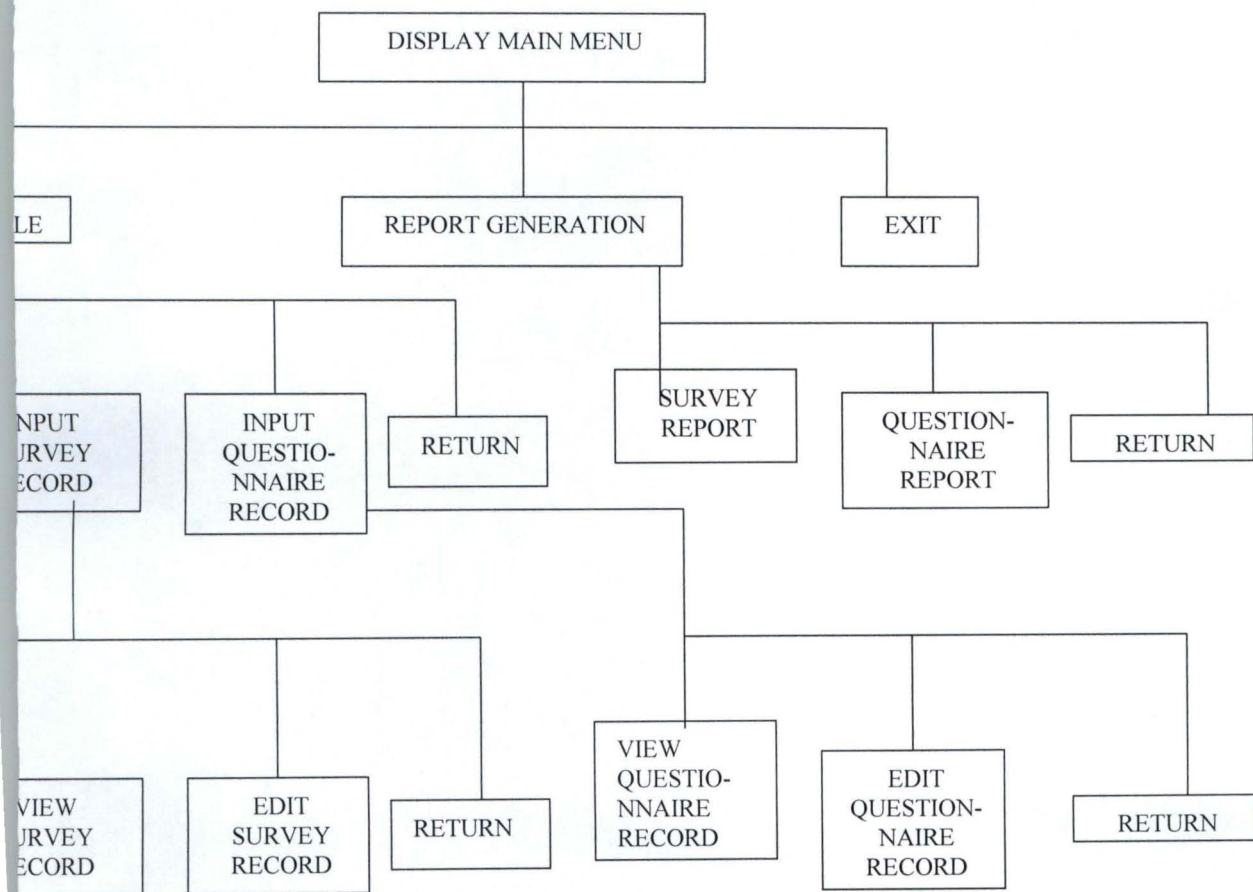 DISPLAY MAIN MENU
LE
REPORT GENERATION
EXIT
NPUT
URVEY
ECORD
INPUT
QUESTIO-
NNAIRE
RECORD
RETURN
SURVEY
REPORT
QUESTION-
NAIRE
REPORT
RETURN
VIEW
URVEY
ECORD
EDIT
SURVEY
RECORD
RETURN
VIEW
QUESTIO-
NNAIRE
RECORD
EDIT
QUESTION-
NAIRE
RECORD
RETURN